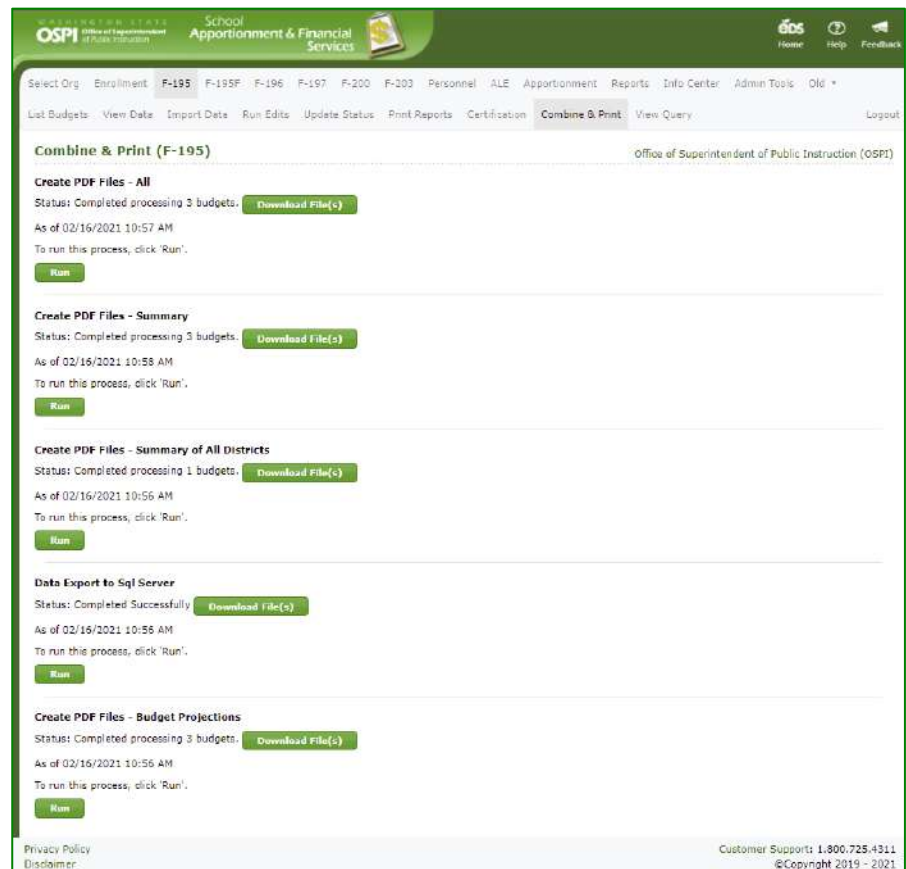 WASHINGTON STATE
OSPI Office of Superintendent of Public Instruction
School
Apportionment & Financial
Services
EDS Home
Help
Feedback
Select Org Enrollment F-195 F-195F F-196 F-197 F-200 F-203 Personnel ALE Apportionment Reports Info Center Admin Tools Old
List Budgets View Data Import Data Run Edits Update Status Print Reports Certification Combine & Print View Query Logout
Combine & Print (F-195) Office of Superintendent of Public Instruction (OSPI)
Create PDF Files - All
Status: Completed processing 3 budgets. Download File(s)
As of 02/16/2021 10:57 AM
To run this process, click 'Run'.
Run
Create PDF Files - Summary
Status: Completed processing 3 budgets. Download File(s)
As of 02/16/2021 10:58 AM
To run this process, click 'Run'.
Run
Create PDF Files - Summary of All Districts
Status: Completed processing 1 budgets. Download File(s)
As of 02/16/2021 10:56 AM
To run this process, click 'Run'.
Run
Data Export to Sql Server
Status: Completed Successfully Download File(s)
As of 02/16/2021 10:56 AM
To run this process, click 'Run'.
Run
Create PDF Files - Budget Projections
Status: Completed processing 3 budgets. Download File(s)
As of 02/16/2021 10:56 AM
To run this process, click 'Run'.
Run
Privacy Policy Customer Support: 1.800.725.4311
Disclaimer ©Copyright 2019 - 2021